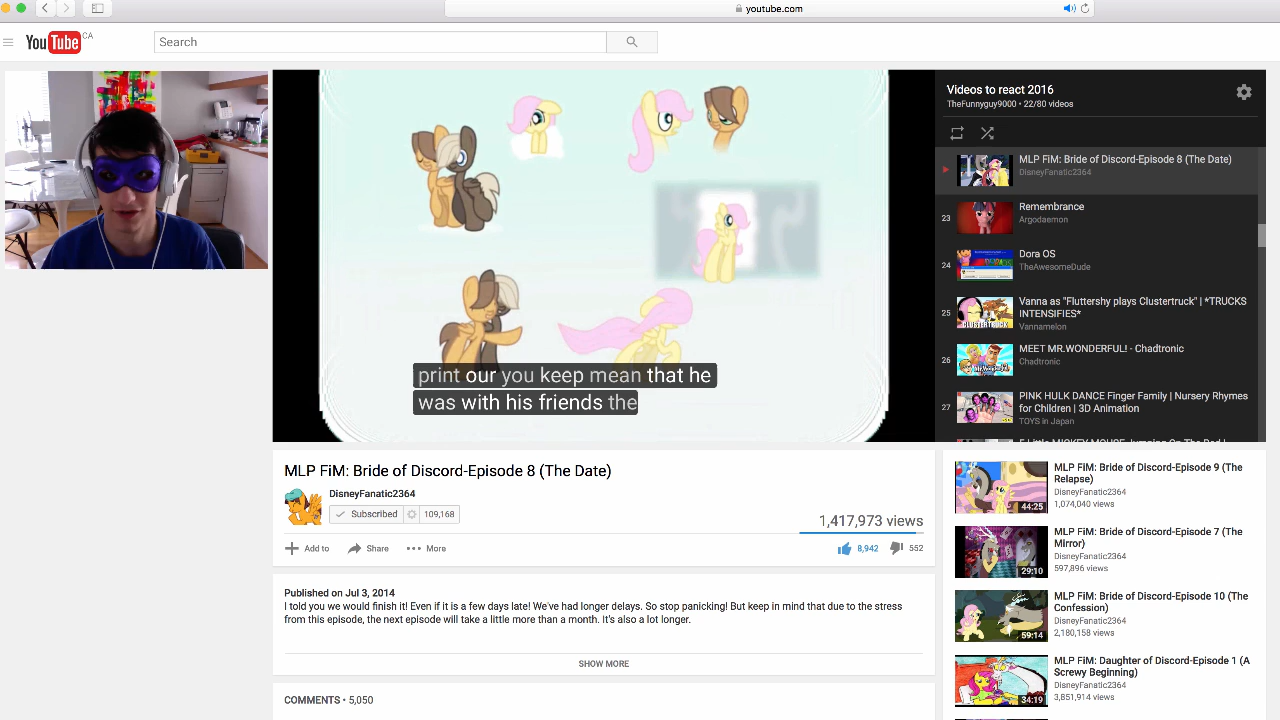 youtube.com
YouTube CA
Search
print our you keep mean that he
was with his friends the
Videos to react 2016
TheFunnyguy9000 • 22/80 videos
MLP FiM: Bride of Discord-Episode 8 (The Date)
DisneyFanatic2364
23
Remembrance
Argodaemon
24
Dora OS
TheAwesomeDude
25
Vanna as "Fluttershy plays Clustertruck" | *TRUCKS
INTENSIFIES*
Vannamelon
CLUSTERTRUCK
26
MEET MR.WONDERFUL! - Chadtronic
Chadtronic
27
PINK HULK DANCE Finger Family | Nursery Rhymes
for Children | 3D Animation
TOYS in Japan
5 Little MICKEY MOUSE Jumping On The Bed |
MLP FiM: Bride of Discord-Episode 8 (The Date)
DisneyFanatic2364
Subscribed
109,168
1,417,973 views
Add to
Share
More
8,942
552
Published on Jul 3, 2014
I told you we would finish it! Even if it is a few days late! We've had longer delays. So stop panicking! But keep in mind that due to the stress
from this episode, the next episode will take a little more than a month. It's also a lot longer.
SHOW MORE
COMMENTS • 5,050
MLP FiM: Bride of Discord-Episode 9 (The
Relapse)
DisneyFanatic2364
1,074,040 views
44:25
MLP FiM: Bride of Discord-Episode 7 (The
Mirror)
DisneyFanatic2364
597,896 views
29:10
MLP FiM: Bride of Discord-Episode 10 (The
Confession)
DisneyFanatic2364
2,180,158 views
59:14
MLP FiM: Daughter of Discord-Episode 1 (A
Screwy Beginning)
DisneyFanatic2364
3,851,914 views
34:19